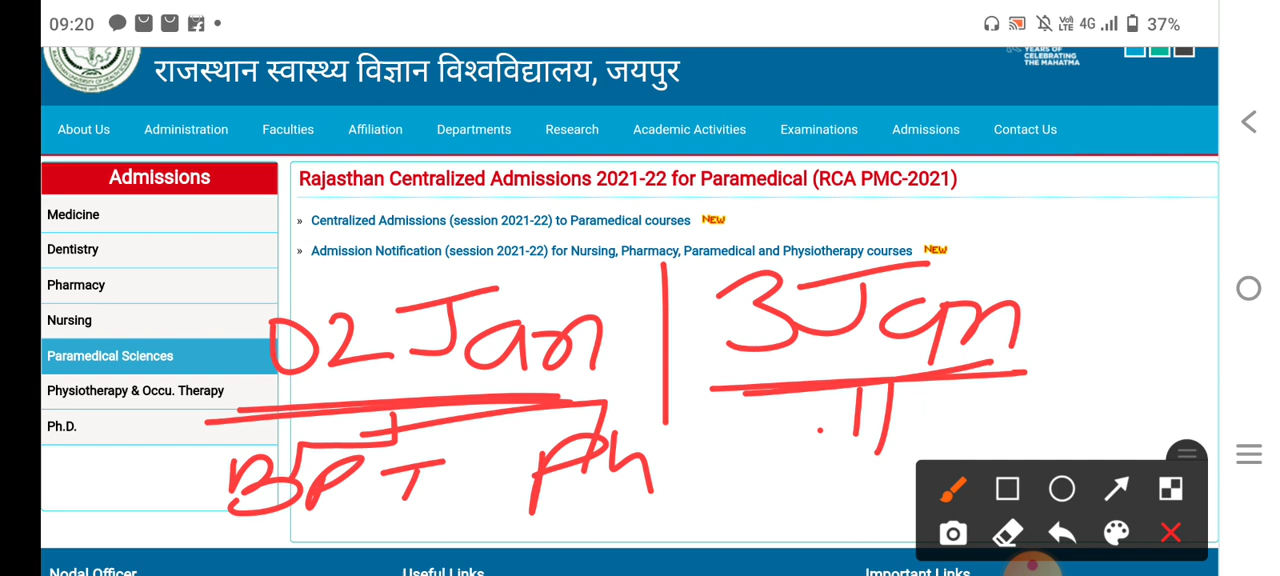 09:20
Vol LTE 4G 37%
YEARS OF
CELEBRATING
THE MAHATMA
राजस्थान स्वास्थ्य विज्ञान विश्वविद्यालय, जयपुर
About Us Administration Faculties Affiliation Departments Research Academic Activities Examinations Admissions Contact Us
Admissions
Medicine
Dentistry
Pharmacy
Nursing
Paramedical Sciences
Physiotherapy & Occu. Therapy
Ph.D.
Rajasthan Centralized Admissions 2021-22 for Paramedical (RCA PMC-2021)
» Centralized Admissions (session 2021-22) to Paramedical courses NEW
» Admission Notification (session 2021-22) for Nursing, Pharmacy, Paramedical and Physiotherapy courses NEW
02 Jan
3 Jan
BPT Ph
Nodal Officer Useful Links Important Links